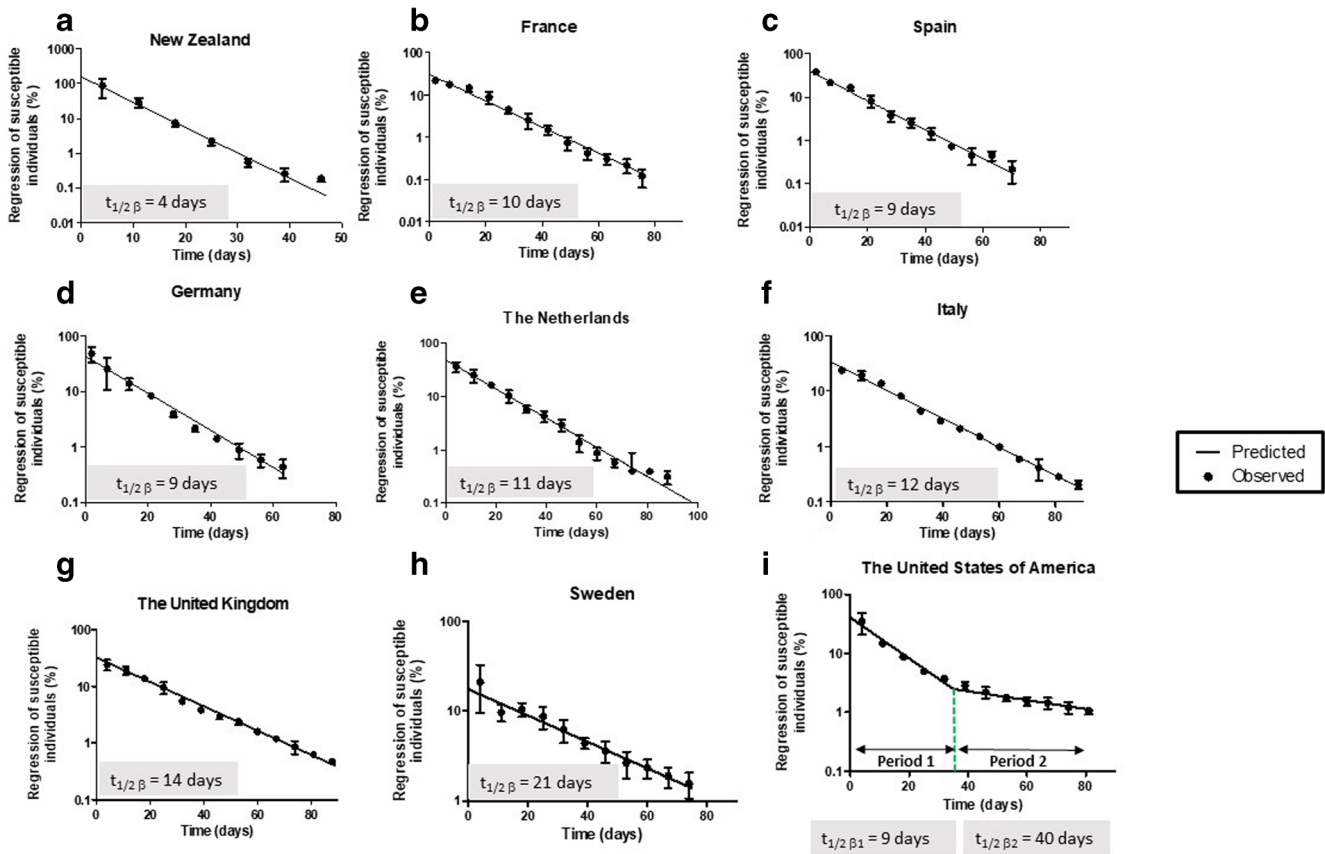 a
New Zealand
Regression of susceptible
individuals (%)
1000
100
10
1
0.1
0.01
t1/2 β = 4 days
0 10 20 30 40 50
Time (days)
b
France
Regression of susceptible
individuals (%)
100
10
1
0.1
0.01
t1/2 β = 10 days
0 20 40 60 80
Time (days)
c
Spain
Regression of susceptible
individuals (%)
100
10
1
0.1
0.01
t1/2 β = 9 days
0 20 40 60 80
Time (days)
d
Germany
Regression of susceptible
individuals (%)
100
10
1
0.1
t1/2 β = 9 days
0 20 40 60 80
Time (days)
e
The Netherlands
Regression of susceptible
individuals (%)
100
10
1
0.1
t1/2 β = 11 days
0 20 40 60 80 100
Time (days)
f
Italy
Regression of susceptible
individuals (%)
100
10
1
0.1
t1/2 β = 12 days
0 20 40 60 80
Time (days)
Predicted
Observed
g
The United Kingdom
Regression of susceptible
individuals (%)
100
10
1
0.1
t1/2 β = 14 days
0 20 40 60 80
Time (days)
h
Sweden
Regression of susceptible
individuals (%)
100
10
1
t1/2 β = 21 days
0 20 40 60 80
Time (days)
i
The United States of America
Regression of susceptible
individuals (%)
100
10
1
0.1
Period 1 Period 2
0 20 40 60 80
Time (days)
t1/2 β1 = 9 days t1/2 β2 = 40 days